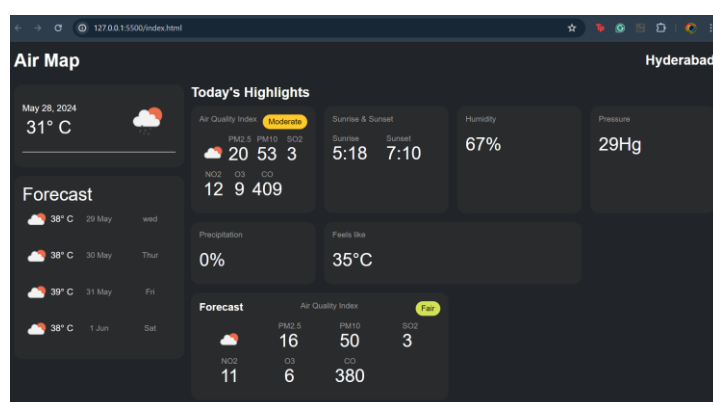 127.0.0.1:5500/index.html
Air Map
Hyderabad
May 28, 2024
31° C
Forecast
38° C 29 May wed
38° C 30 May Thur
39° C 31 May Fri
38° C 1 Jun Sat
Today's Highlights
Air Quality Index Moderate
PM2.5 PM10 SO2
20 53 3
NO2 O3 CO
12 9 409
Sunrise & Sunset
Sunrise Sunset
5:18 7:10
Humidity
67%
Pressure
29Hg
Precipitation
0%
Feels like
35°C
Forecast Air Quality Index Fair
PM2.5 PM10 SO2
16 50 3
NO2 O3 CO
11 6 380